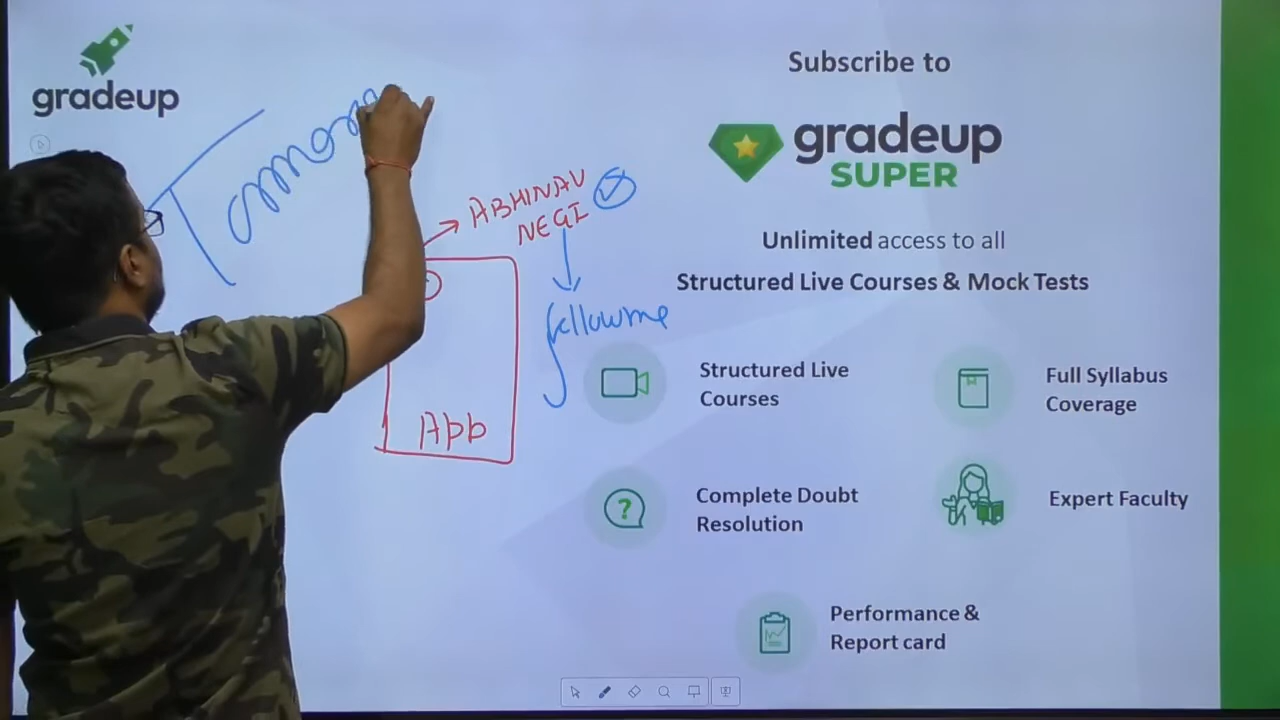 gradeup
Tomorr
ABHINAV
NEGI
followme
App
Subscribe to
gradeup
SUPER
Unlimited access to all
Structured Live Courses & Mock Tests
Structured Live
Courses
Full Syllabus
Coverage
Complete Doubt
Resolution
Expert Faculty
Performance &
Report card